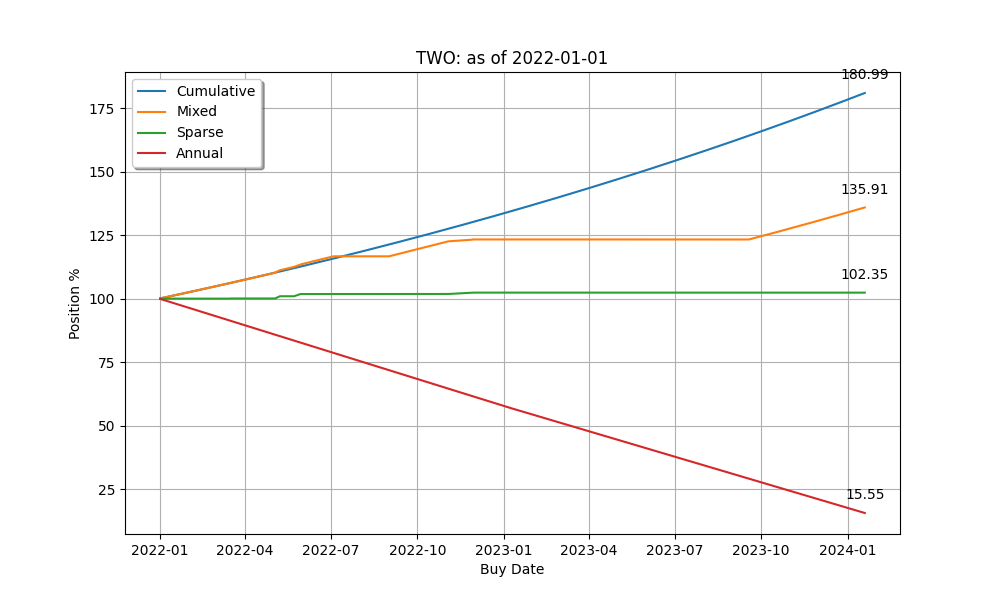 TWO: as of 2022-01-01
180.99
Cumulative
Mixed
Sparse
Annual
135.91
102.35
15.55
175
150
125
100
75
50
25
Position %
2022-01 2022-04 2022-07 2022-10 2023-01 2023-04 2023-07 2023-10 2024-01
Buy Date